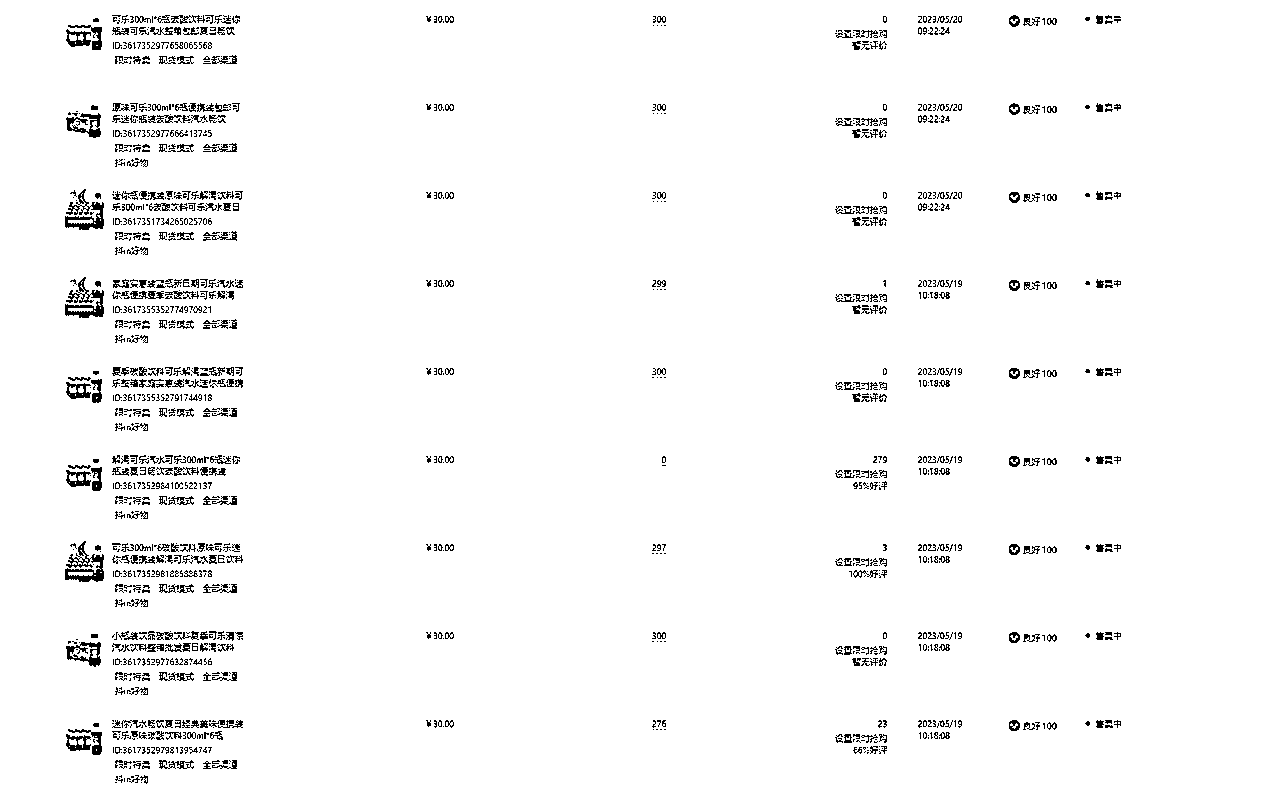 可乐300ml*6瓶碳酸饮料可乐迷你
瓶装可乐汽水整箱包邮夏日畅饮
ID:3617352977658065568
限时特卖 现货模式 全部渠道
¥30.00
300
0
设置限时抢购
暂无评价
2023/05/20
09:22:24
良好100
售卖中
原味可乐300ml*6瓶便携装包邮可
乐迷你瓶装碳酸饮料汽水畅饮
ID:3617352977666413745
限时特卖 现货模式 全部渠道
抖in好物
¥30.00
300
0
设置限时抢购
暂无评价
2023/05/20
09:22:24
良好100
售卖中
迷你瓶便携装原味可乐解渴饮料可
乐300ml*6碳酸饮料可乐汽水夏日
ID:3617351734265025706
限时特卖 现货模式 全部渠道
抖in好物
¥30.00
300
0
设置限时抢购
暂无评价
2023/05/20
09:22:24
良好100
售卖中
家庭实惠装蓝瓶新日期可乐汽水迷
你瓶便携夏季碳酸饮料可乐解渴
ID:3617355352774970921
限时特卖 现货模式 全部渠道
抖in好物
¥30.00
299
1
设置限时抢购
暂无评价
2023/05/19
10:18:08
良好100
售卖中
夏季碳酸饮料可乐解渴蓝瓶新期可
乐整箱家庭实惠装汽水迷你瓶便携
ID:3617355352791744918
限时特卖 现货模式 全部渠道
抖in好物
¥30.00
300
0
设置限时抢购
暂无评价
2023/05/19
10:18:08
良好100
售卖中
解渴可乐汽水可乐300ml*6瓶迷你
瓶装夏日畅饮碳酸饮料便携装
ID:3617352984100522137
限时特卖 现货模式 全部渠道
抖in好物
¥30.00
0
279
设置限时抢购
95%好评
2023/05/19
10:18:08
良好100
售卖中
可乐300ml*6碳酸饮料原味可乐迷
你瓶便携装解渴可乐汽水夏日饮料
ID:3617352981886888378
限时特卖 现货模式 全部渠道
抖in好物
¥30.00
297
3
设置限时抢购
100%好评
2023/05/19
10:18:08
良好100
售卖中
小瓶装饮品碳酸饮料夏季可乐清凉
汽水饮料整箱批发夏日解渴饮料
ID:3617352977632874456
限时特卖 现货模式 全部渠道
抖in好物
¥30.00
300
0
设置限时抢购
暂无评价
2023/05/19
10:18:08
良好100
售卖中
迷你汽水畅饮夏日经典美味便携装
可乐原味碳酸饮料300ml*6瓶
ID:3617352979813954747
限时特卖 现货模式 全部渠道
抖in好物
¥30.00
276
23
设置限时抢购
66%好评
2023/05/19
10:18:08
良好100
售卖中